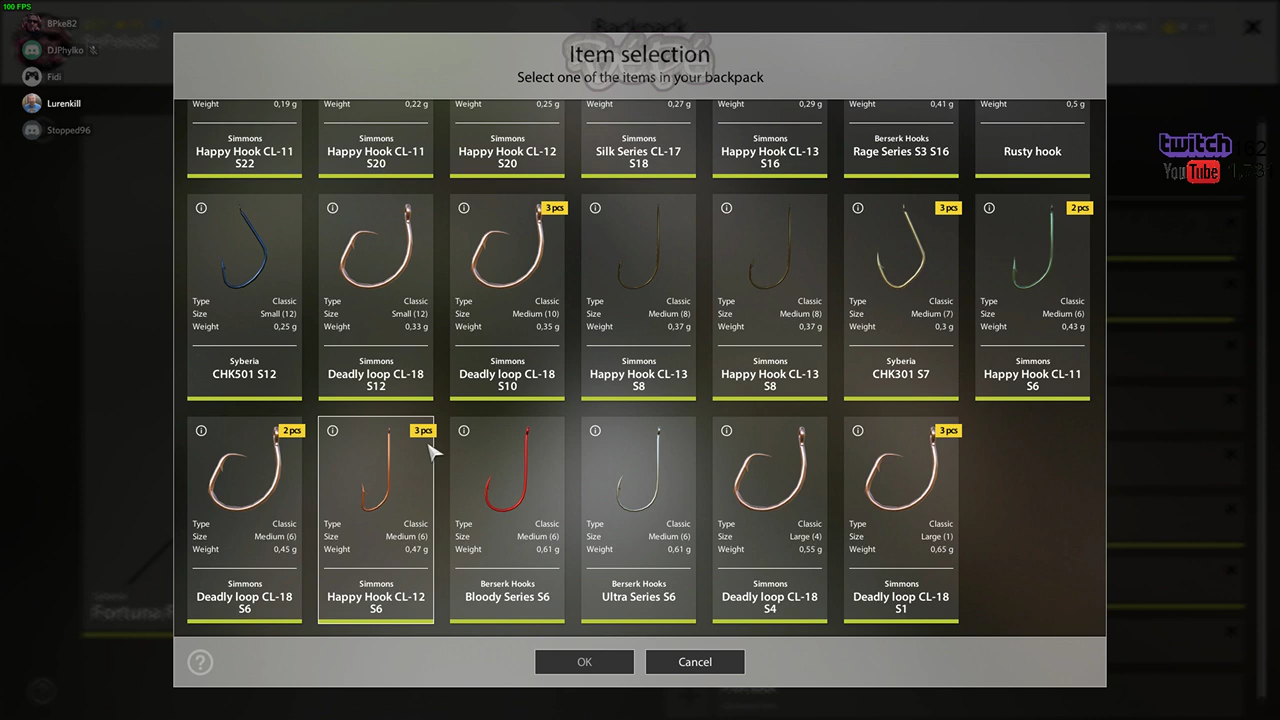 100 FPS
BPke82
DJPhylko
Fidi
Lurenkill
Stopped96
Backpack
Item selection
Select one of the items in your backpack
twitch
YouTube
Weight 0,19 g
Simmons
Happy Hook CL-11
S22
Weight 0,22 g
Simmons
Happy Hook CL-11
S20
Weight 0,25 g
Simmons
Happy Hook CL-12
S20
Weight 0,27 g
Simmons
Silk Series CL-17
S18
Weight 0,29 g
Simmons
Happy Hook CL-13
S16
Weight 0,41 g
Berserk Hooks
Rage Series S3 S16
Weight 0,5 g
Rusty hook
Type Classic
Size Small (12)
Weight 0,25 g
Syberia
CHK501 S12
Type Classic
Size Small (12)
Weight 0,33 g
Simmons
Deadly loop CL-18
S12
3 pcs
Type Classic
Size Medium (10)
Weight 0,35 g
Simmons
Deadly loop CL-18
S10
Type Classic
Size Medium (8)
Weight 0,37 g
Simmons
Happy Hook CL-13
S8
Type Classic
Size Medium (8)
Weight 0,37 g
Simmons
Happy Hook CL-13
S8
3 pcs
Type Classic
Size Medium (7)
Weight 0,3 g
Syberia
CHK301 S7
2 pcs
Type Classic
Size Medium (6)
Weight 0,43 g
Simmons
Happy Hook CL-11
S6
2 pcs
Type Classic
Size Medium (6)
Weight 0,45 g
Simmons
Deadly loop CL-18
S6
3 pcs
Type Classic
Size Medium (6)
Weight 0,47 g
Simmons
Happy Hook CL-12
S6
Type Classic
Size Medium (6)
Weight 0,61 g
Berserk Hooks
Bloody Series S6
Type Classic
Size Medium (6)
Weight 0,61 g
Berserk Hooks
Ultra Series S6
Type Classic
Size Large (4)
Weight 0,55 g
Simmons
Deadly loop CL-18
S4
3 pcs
Type Classic
Size Large (1)
Weight 0,65 g
Simmons
Deadly loop CL-18
S1
?
OK
Cancel